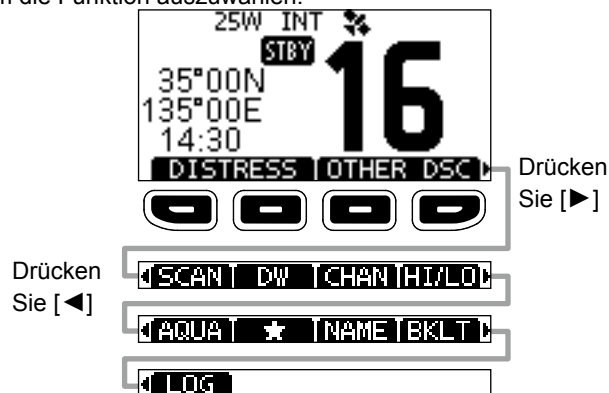 die Funktion auszuwählen.
25W INT
STBY
16
35°00N
135°00E
14:30
DISTRESS OTHER DSC
Drücken
Sie [►]
Drücken
Sie [◄]
SCAN DW CHAN HI/LO
AQUA ★ NAME BKLT
LOG